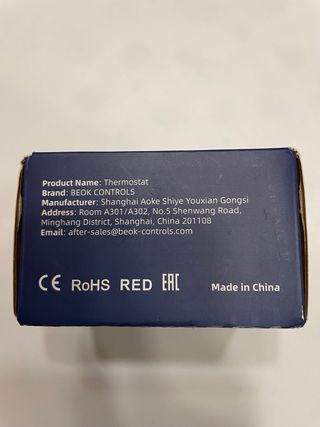 Product Name: Thermostat
Brand: BEOK CONTROLS
Manufacturer: Shanghai Aoke Shiye Youxian Gongsi
Address: Room A301/A302, No.5 Shenwang Road,
Minghang District, Shanghai, China 201108
Email: after-sales@beok-controls.com
CE RoHS RED EAC Made in China